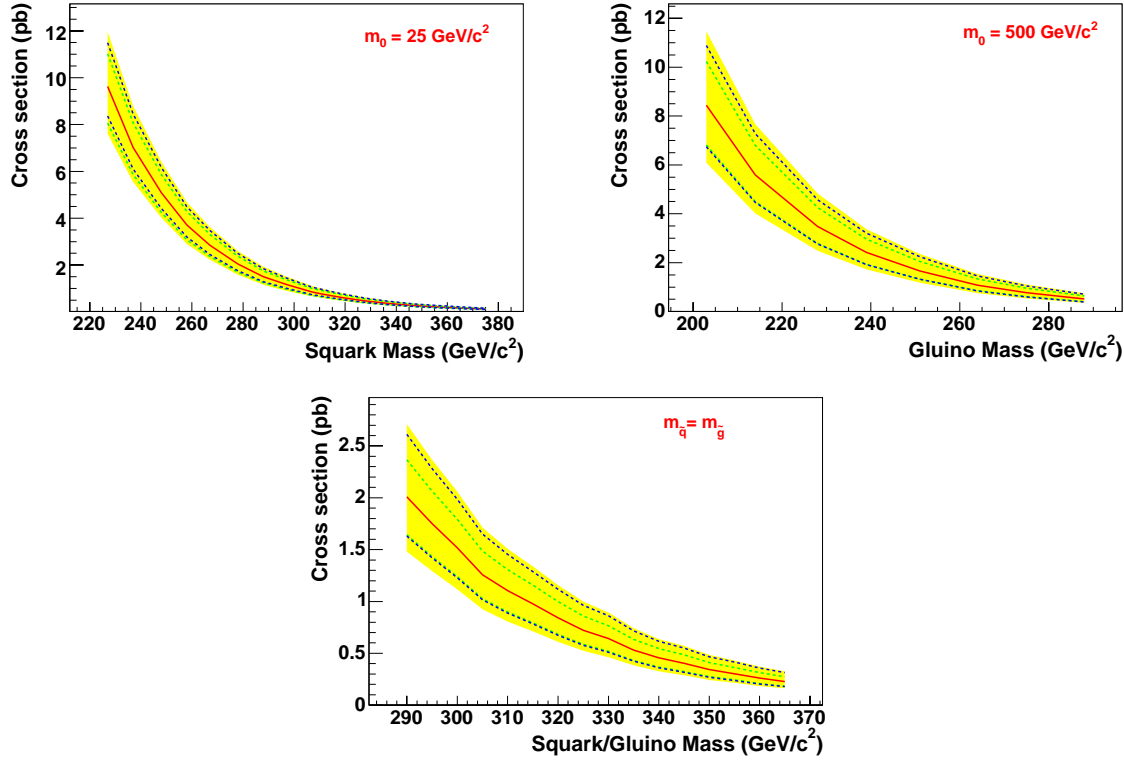 Cross section (pb)
12
10
8
6
4
2
m₀ = 25 GeV/c²
220 240 260 280 300 320 340 360 380
Squark Mass (GeV/c²)
Cross section (pb)
12
10
8
6
4
2
0
m₀ = 500 GeV/c²
200 220 240 260 280
Gluino Mass (GeV/c²)
Cross section (pb)
2.5
2
1.5
1
0.5
0
m_q̃ = m_g̃
290 300 310 320 330 340 350 360 370
Squark/Gluino Mass (GeV/c²)